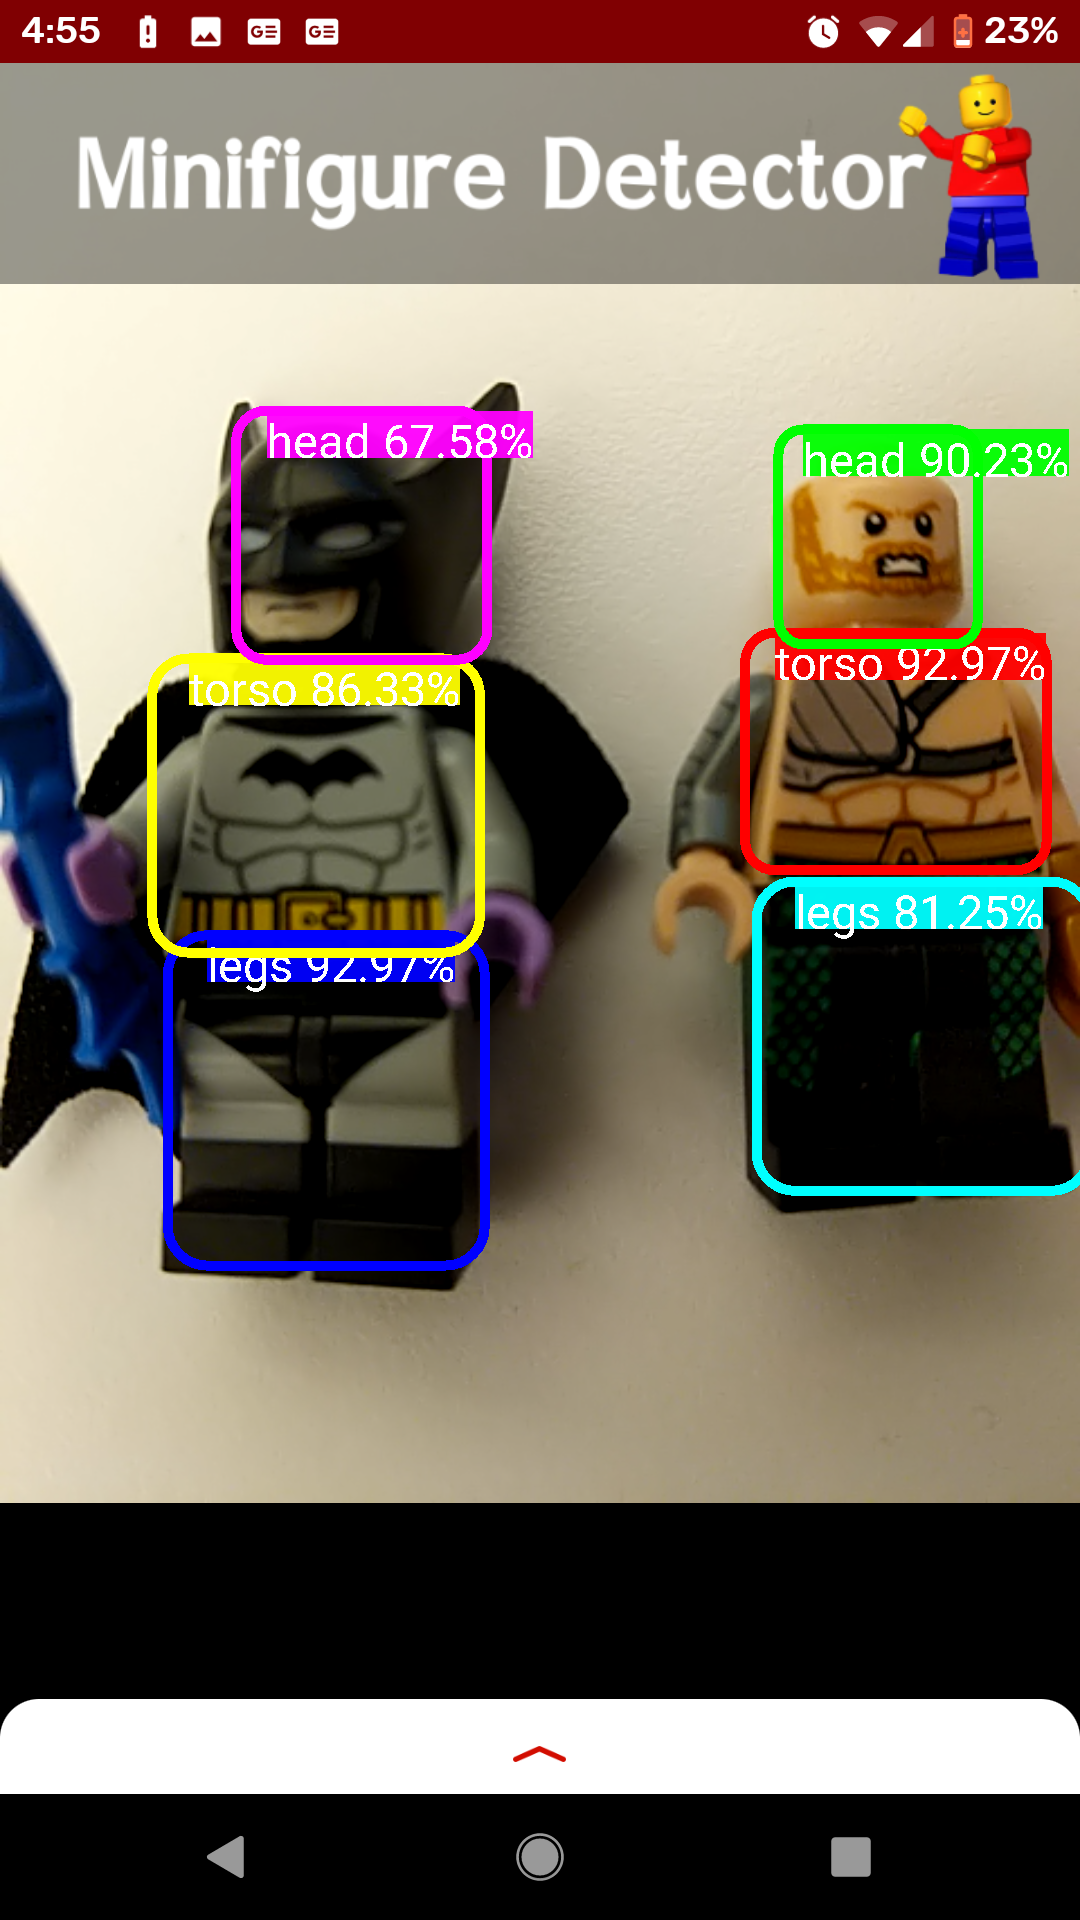 4:55
23%
Minifigure Detector
head 67.58%
head 90.23%
torso 92.97%
torso 86.33%
legs 81.25%
legs 92.97%